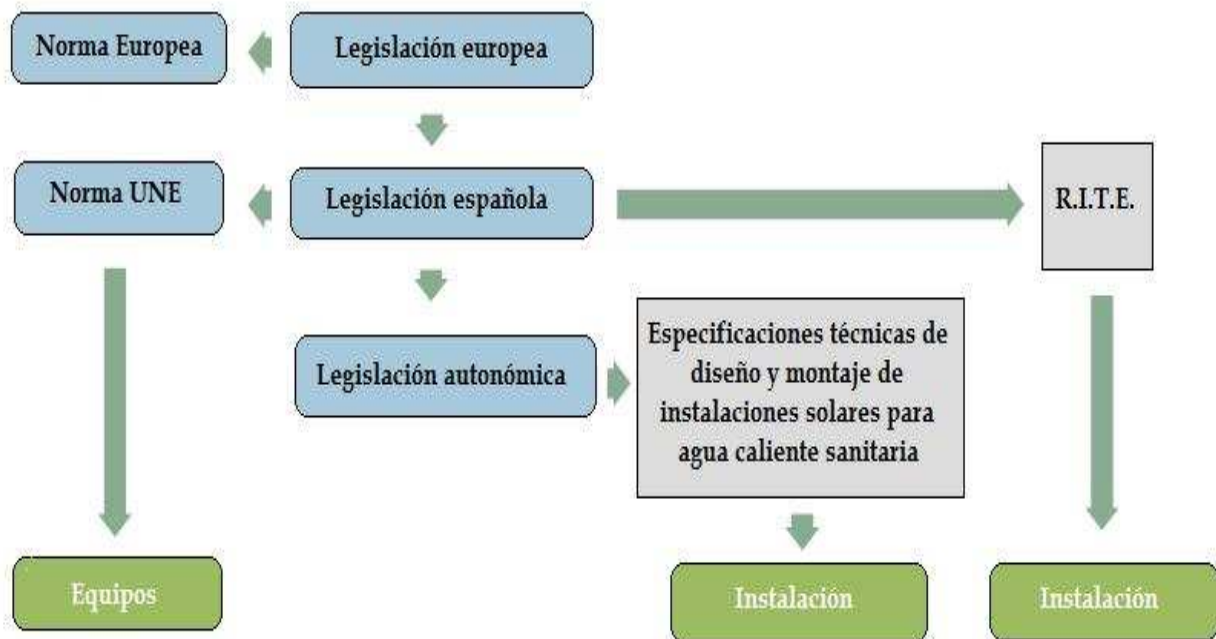 Norma Europea
Legislación europea
Norma UNE
Legislación española
R.I.T.E.
Legislación autonómica
Especificaciones técnicas de
diseño y montaje de
instalaciones solares para
agua caliente sanitaria
Equipos
Instalación
Instalación